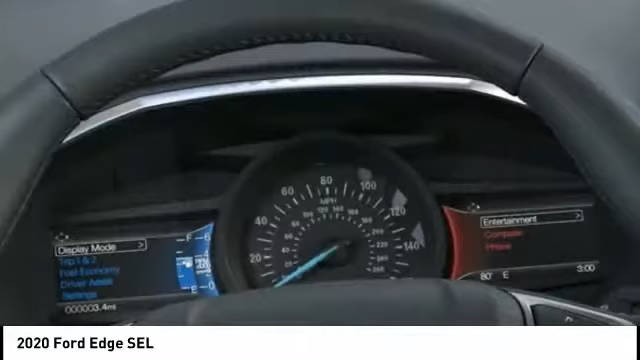 Display Mode
Trip 1 & 2
Fuel Economy
Driver Assist
Settings
000003.4mi
F
E
20
40
60
80
100
120
140
MPH
Entertainment
Compass
Phone
80° E
3:00
2020 Ford Edge SEL